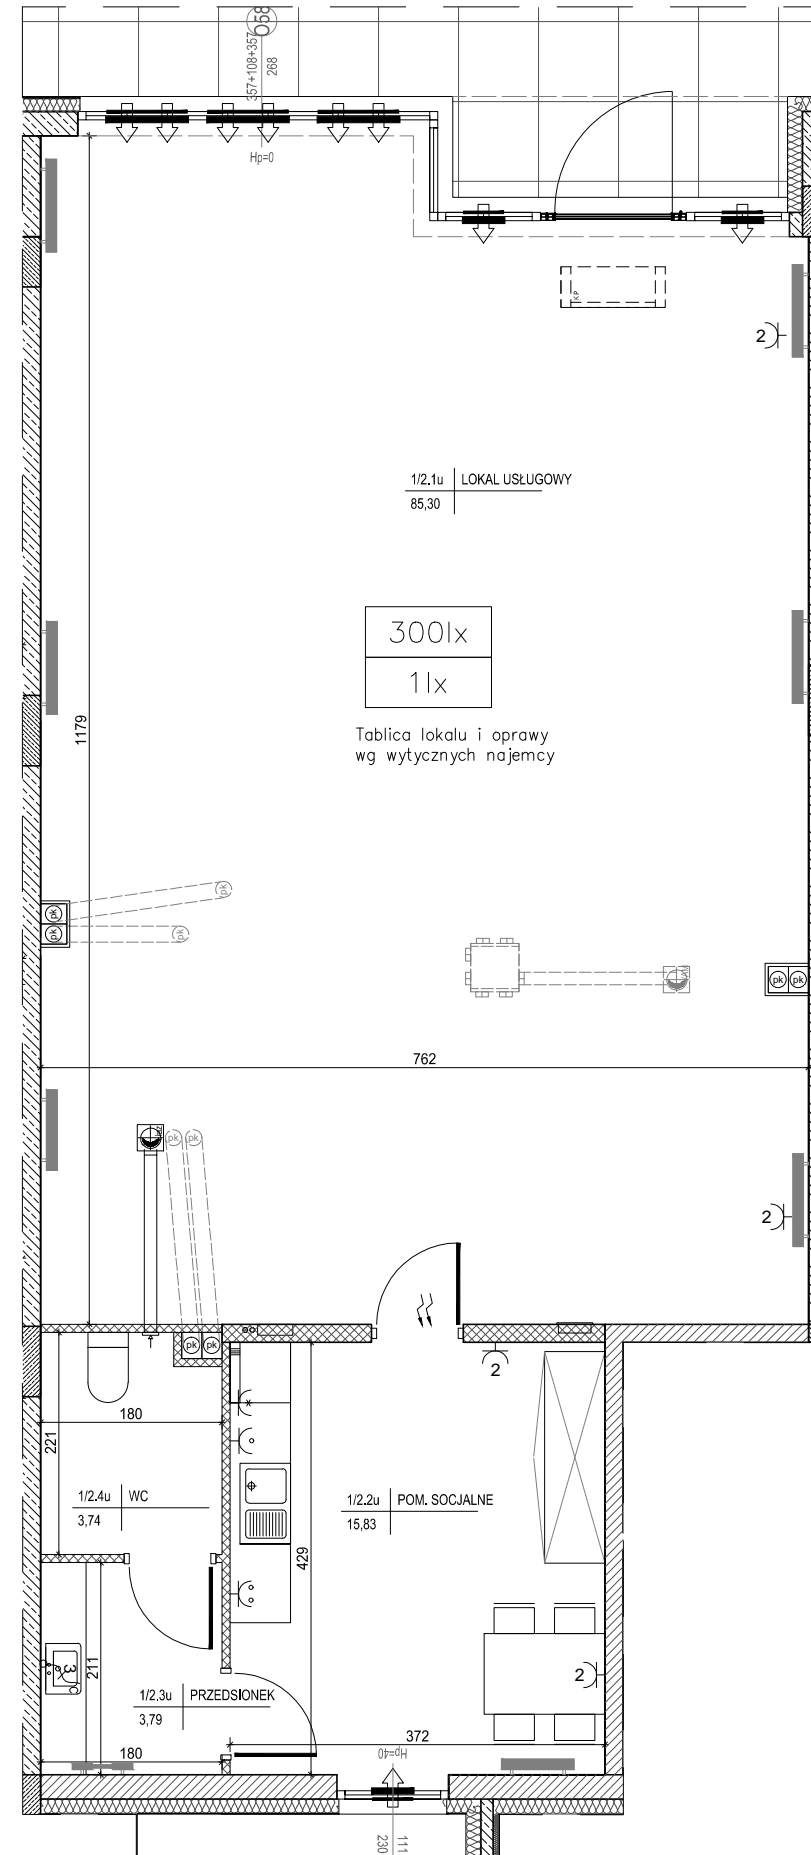 O58
357+108+357
268
Hp=0
KP
2
1/2.1u LOKAL USŁUGOWY
85,30
300lx
1lx
Tablica lokalu i oprawy
wg wytycznych najemcy
1179
pk
pk
pk
pk
pk pk
762
pk pk
2
pk pk
2
180
221
1/2.4u WC
3,74
1/2.2u POM. SOCJALNE
15,83
429
3
211
2
1/2.3u PRZEDSIONEK
3,79
372
180
Hp=40
111
230